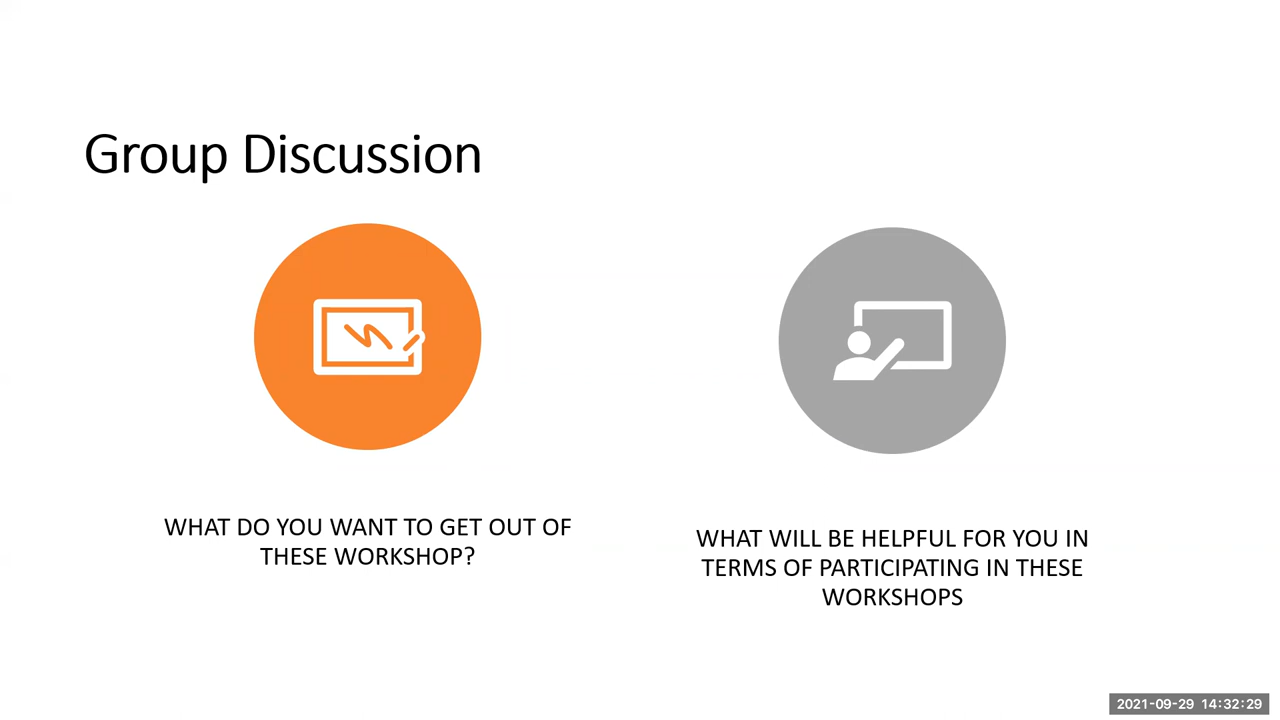 Group Discussion
WHAT DO YOU WANT TO GET OUT OF
THESE WORKSHOP?
WHAT WILL BE HELPFUL FOR YOU IN
TERMS OF PARTICIPATING IN THESE
WORKSHOPS
2021-09-29 14:32:29